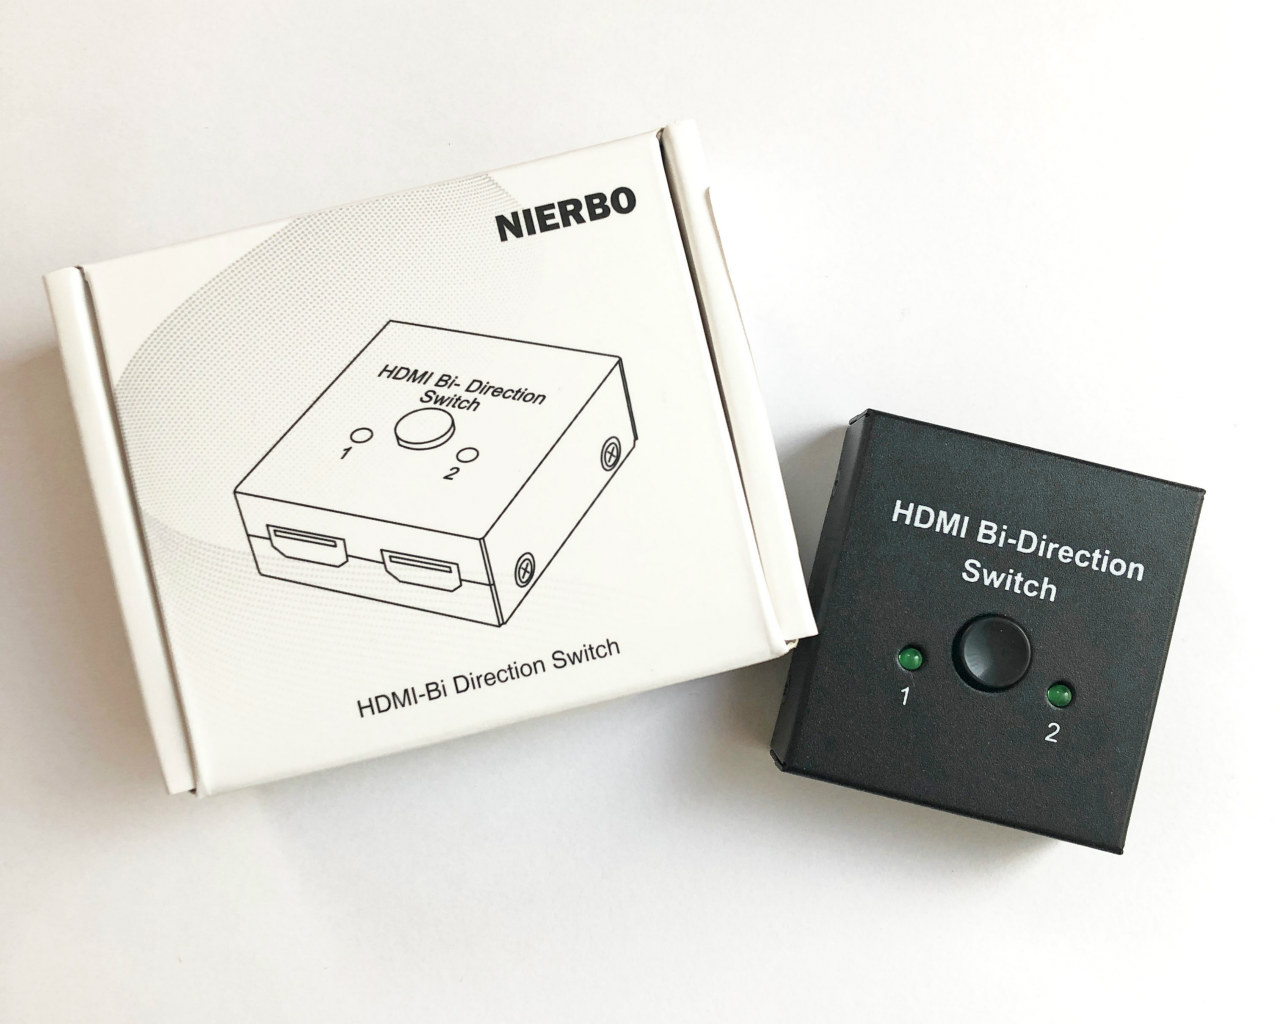 NIERBO
HDMI Bi- Direction
Switch
1
2
HDMI-Bi Direction Switch
HDMI Bi-Direction
Switch
1
2